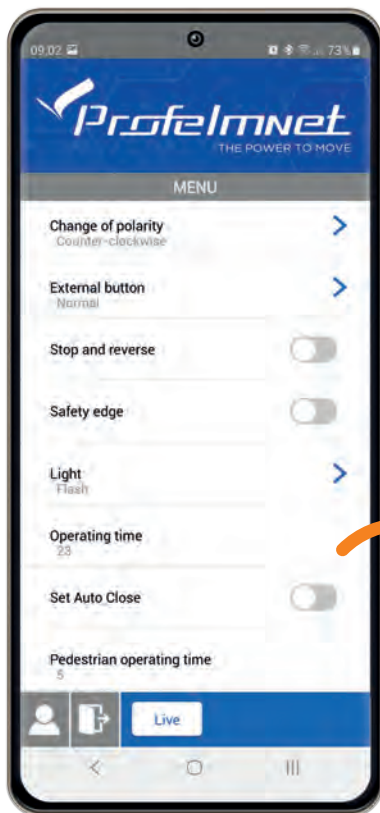 09.02
73%
Profelmnet
THE POWER TO MOVE
MENU
Change of polarity
Counter-clockwise
External button
Normal
Stop and reverse
Safety edge
Light
Flash
Operating time
23
Set Auto Close
Pedestrian operating time
5
Live